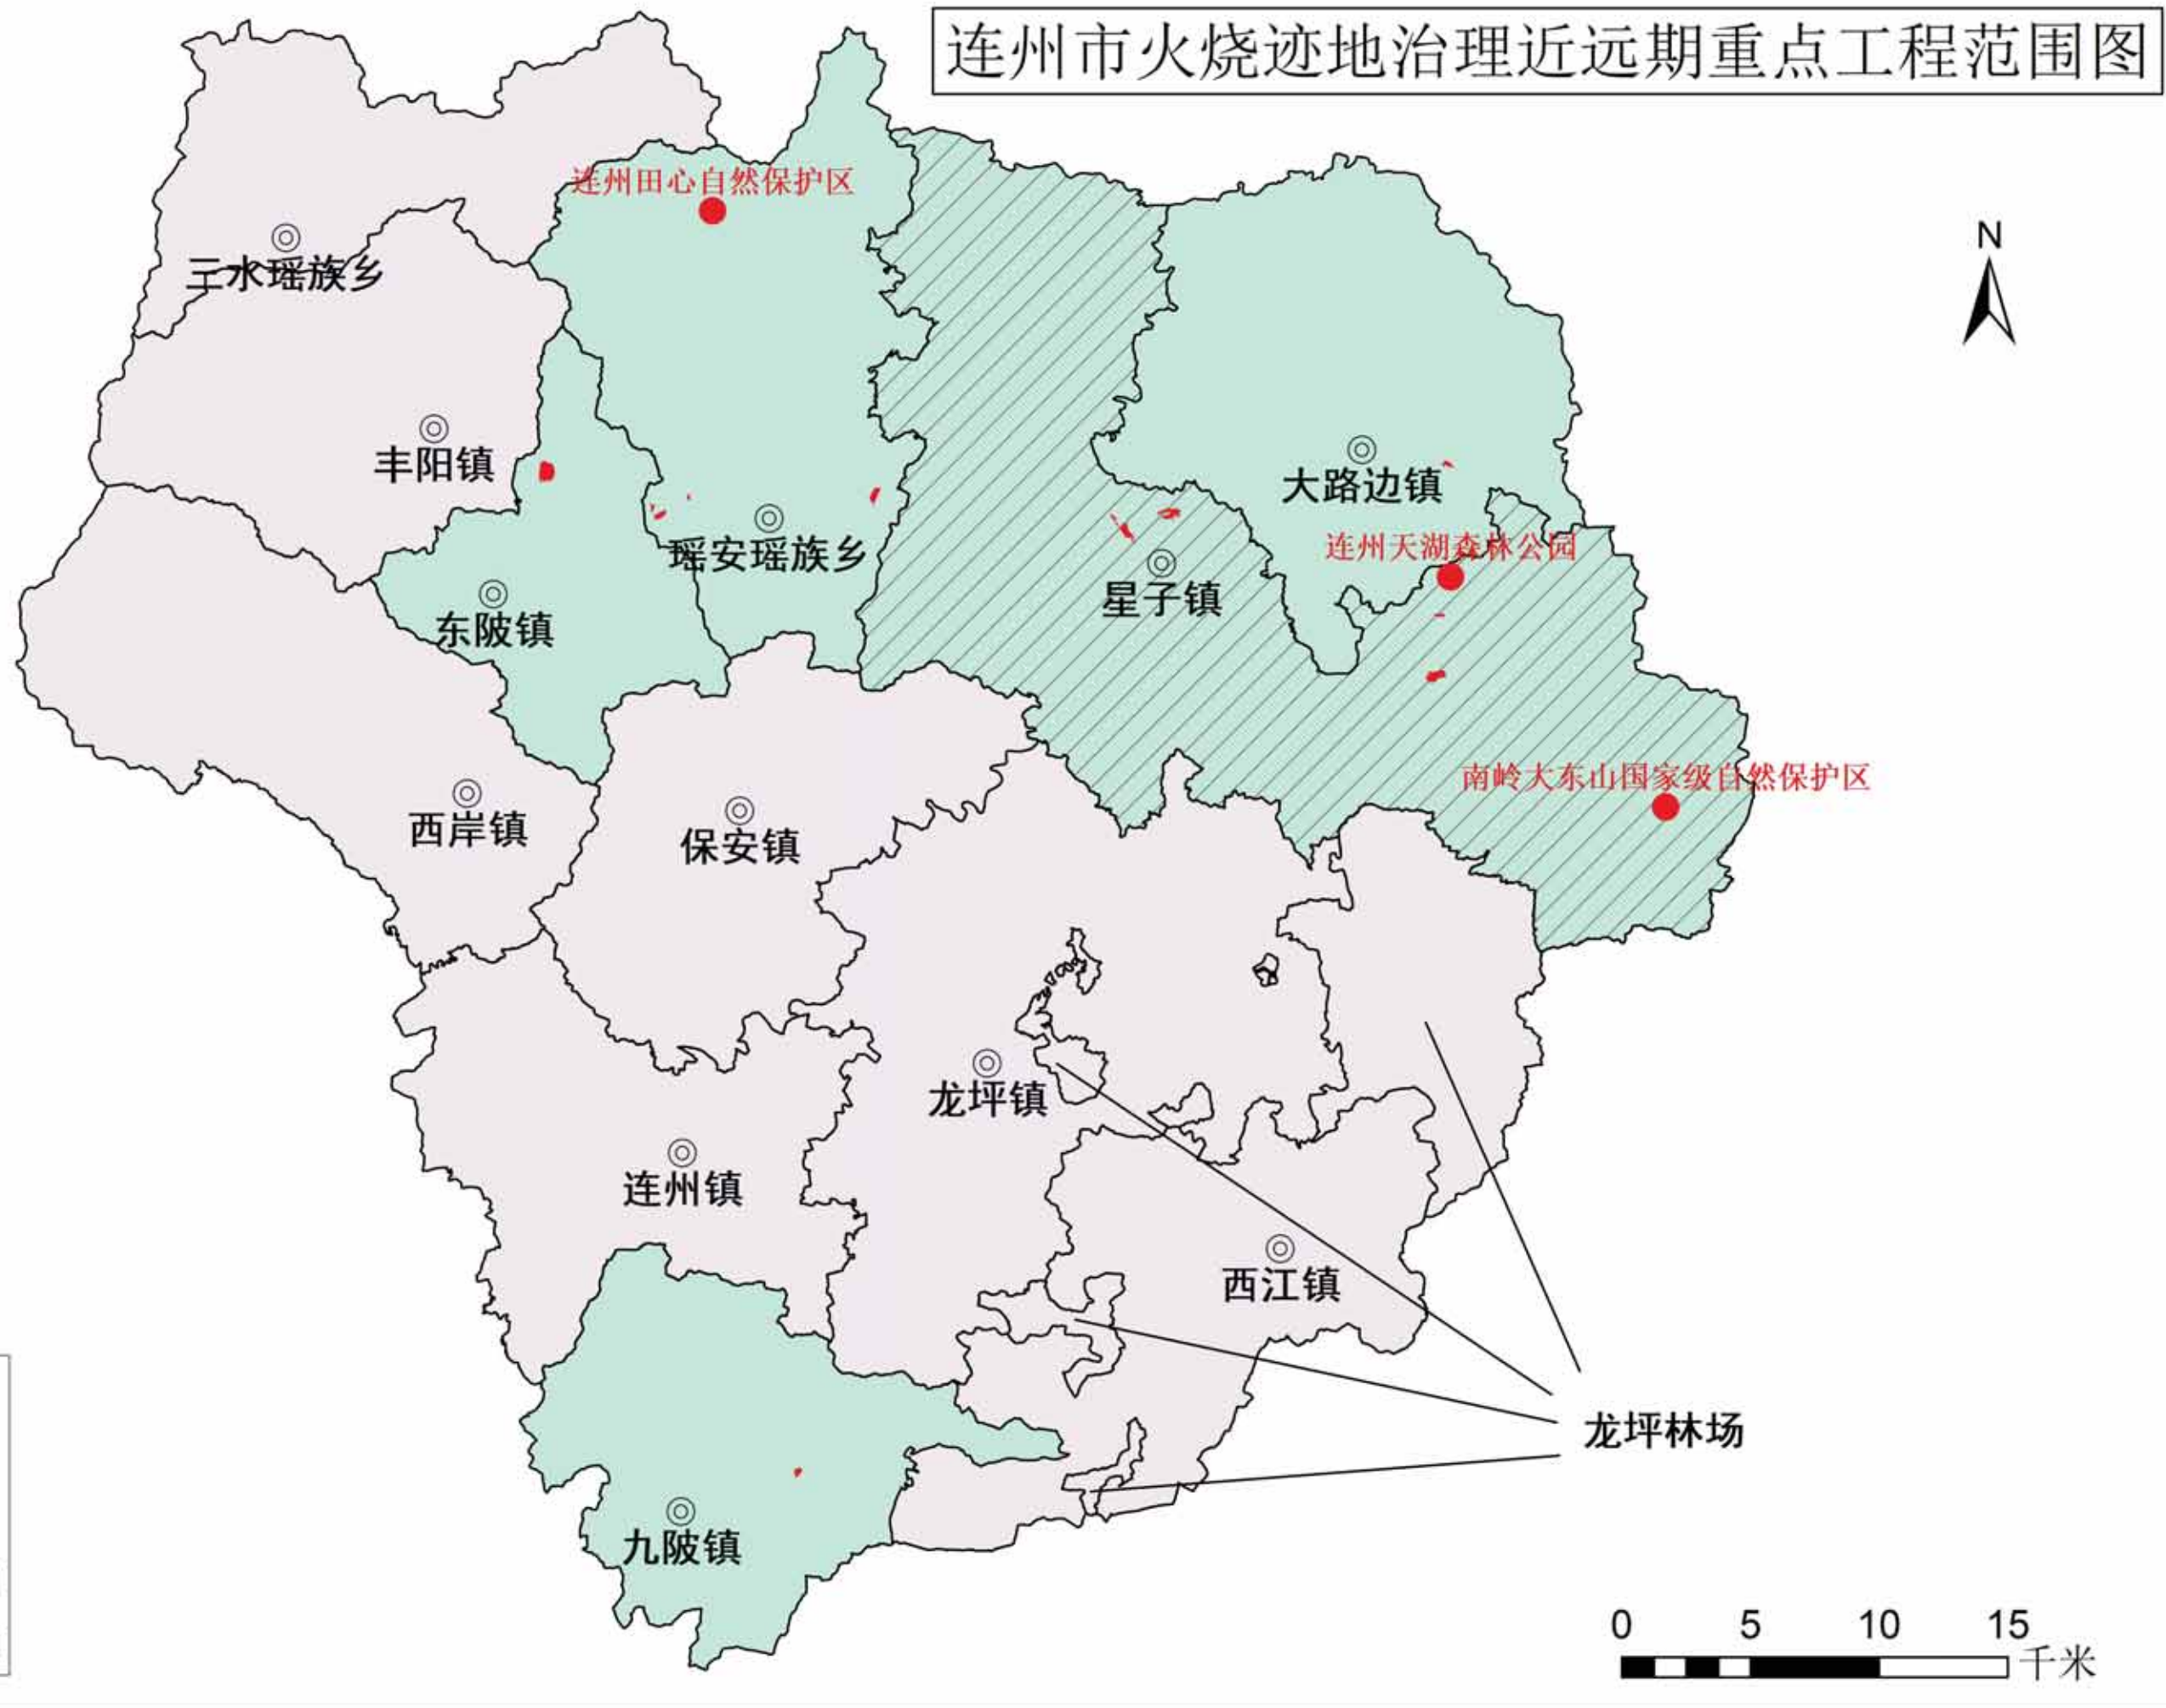 连州市火烧迹地治理近远期重点工程范围图
连州田心自然保护区
N
三水瑶族乡
丰阳镇
大路边镇
瑶安瑶族乡
连州天湖森林公园
星子镇
东陂镇
南岭大东山国家级自然保护区
西岸镇
保安镇
龙坪镇
连州镇
西江镇
龙坪林场
九陂镇
0 5 10 15
千米